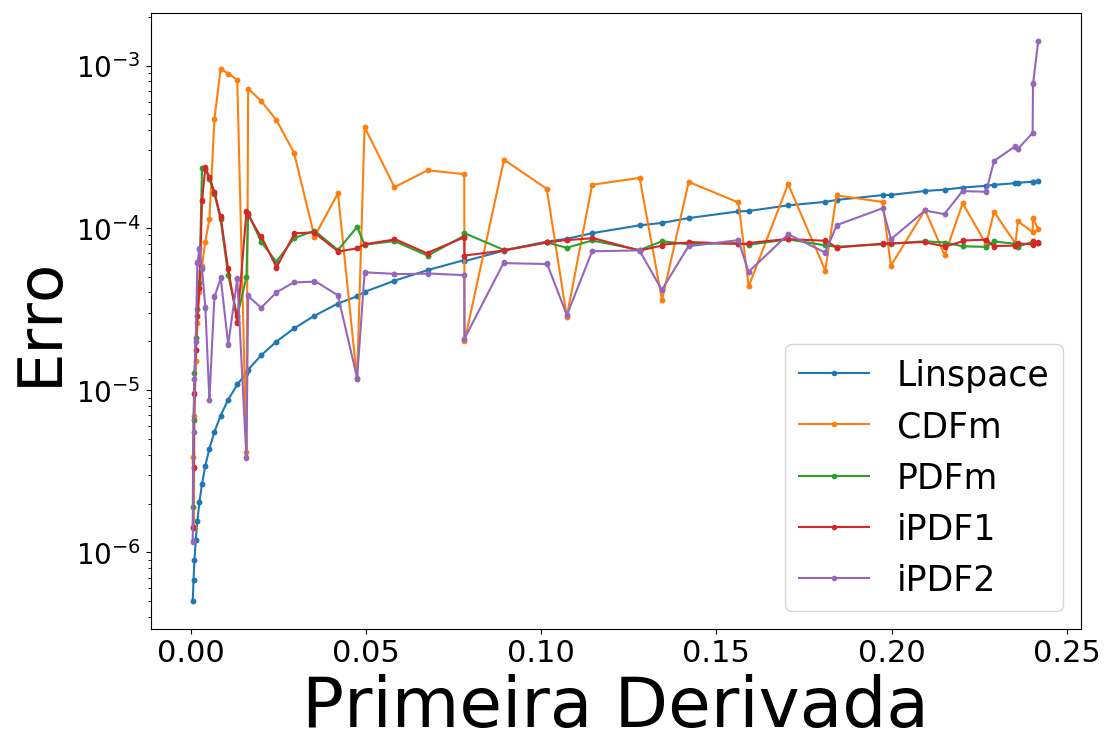 Erro
10⁻³
10⁻⁴
10⁻⁵
10⁻⁶
Linspace
CDFm
PDFm
iPDF1
iPDF2
0.00 0.05 0.10 0.15 0.20 0.25
Primeira Derivada